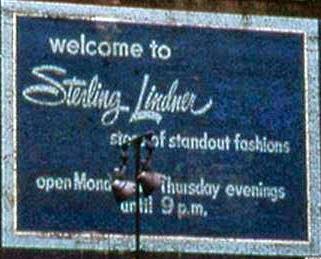 welcome to
Sterling Lindner
of standout fashions
open Thursday evenings
until 9 p.m.